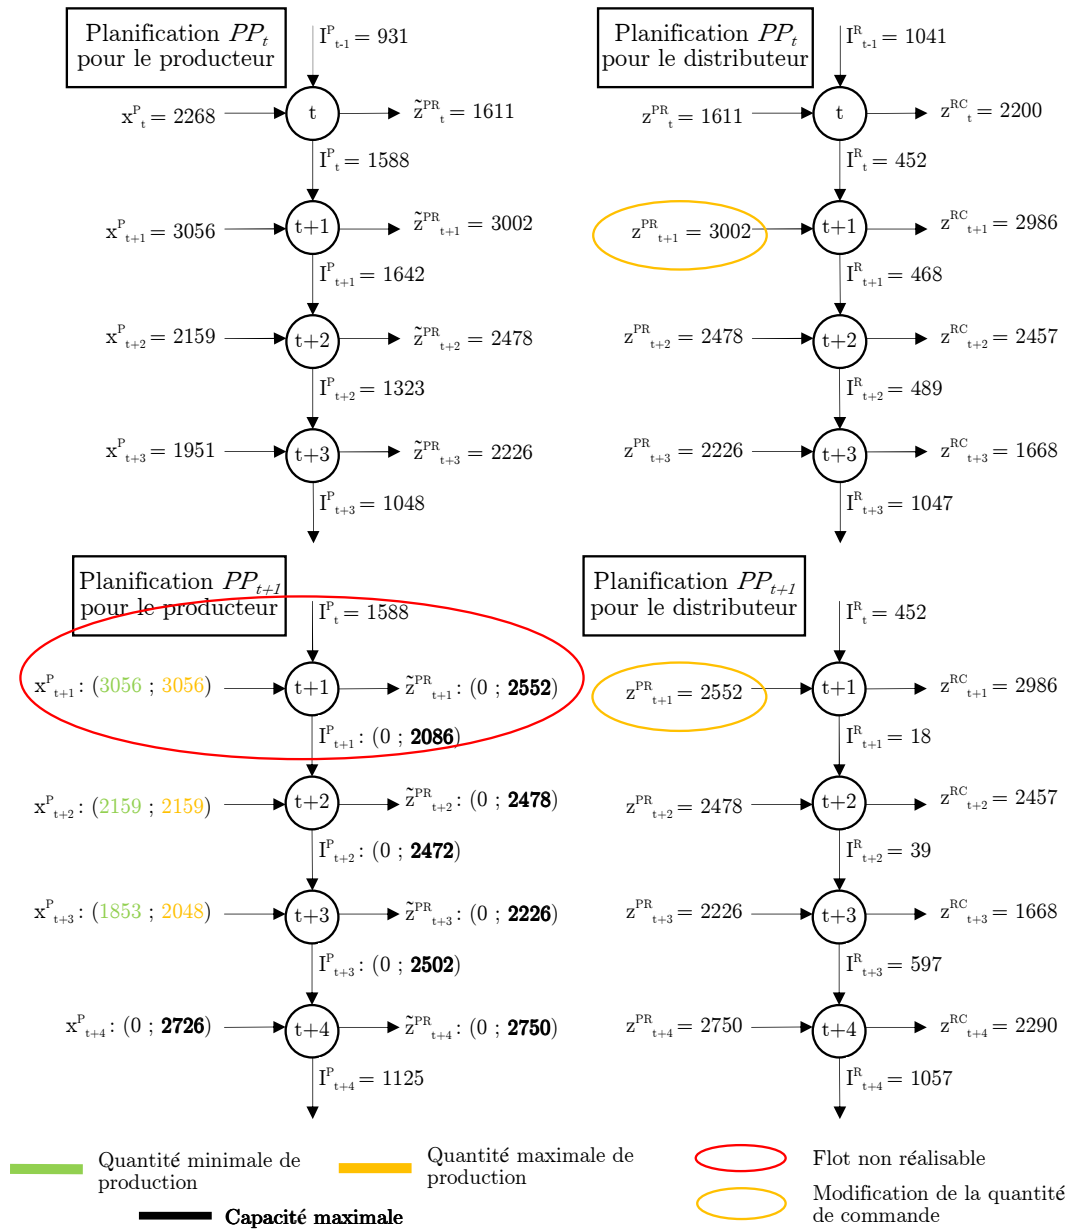 Planification PP_t
pour le producteur
I^P_t-1 = 931
x^P_t = 2268
t
z̃^PR_t = 1611
I^P_t = 1588
x^P_t+1 = 3056
t+1
z̃^PR_t+1 = 3002
I^P_t+1 = 1642
x^P_t+2 = 2159
t+2
z̃^PR_t+2 = 2478
I^P_t+2 = 1323
x^P_t+3 = 1951
t+3
z̃^PR_t+3 = 2226
I^P_t+3 = 1048
Planification PP_t
pour le distributeur
I^R_t-1 = 1041
z^PR_t = 1611
t
z^RC_t = 2200
I^R_t = 452
z^PR_t+1 = 3002
t+1
z^RC_t+1 = 2986
I^R_t+1 = 468
z^PR_t+2 = 2478
t+2
z^RC_t+2 = 2457
I^R_t+2 = 489
z^PR_t+3 = 2226
t+3
z^RC_t+3 = 1668
I^R_t+3 = 1047
Planification PP_t+1
pour le producteur
I^P_t = 1588
x^P_t+1 : (3056 ; 3056)
t+1
z̃^PR_t+1 : (0 ; 2552)
I^P_t+1 : (0 ; 2086)
x^P_t+2 : (2159 ; 2159)
t+2
z̃^PR_t+2 : (0 ; 2478)
I^P_t+2 : (0 ; 2472)
x^P_t+3 : (1853 ; 2048)
t+3
z̃^PR_t+3 : (0 ; 2226)
I^P_t+3 : (0 ; 2502)
x^P_t+4 : (0 ; 2726)
t+4
z̃^PR_t+4 : (0 ; 2750)
I^P_t+4 = 1125
Planification PP_t+1
pour le distributeur
I^R_t = 452
z^PR_t+1 = 2552
t+1
z^RC_t+1 = 2986
I^R_t+1 = 18
z^PR_t+2 = 2478
t+2
z^RC_t+2 = 2457
I^R_t+2 = 39
z^PR_t+3 = 2226
t+3
z^RC_t+3 = 1668
I^R_t+3 = 597
z^PR_t+4 = 2750
t+4
z^RC_t+4 = 2290
I^R_t+4 = 1057
Quantité minimale de
production
Quantité maximale de
production
Capacité maximale
Flot non réalisable
Modification de la quantité
de commande